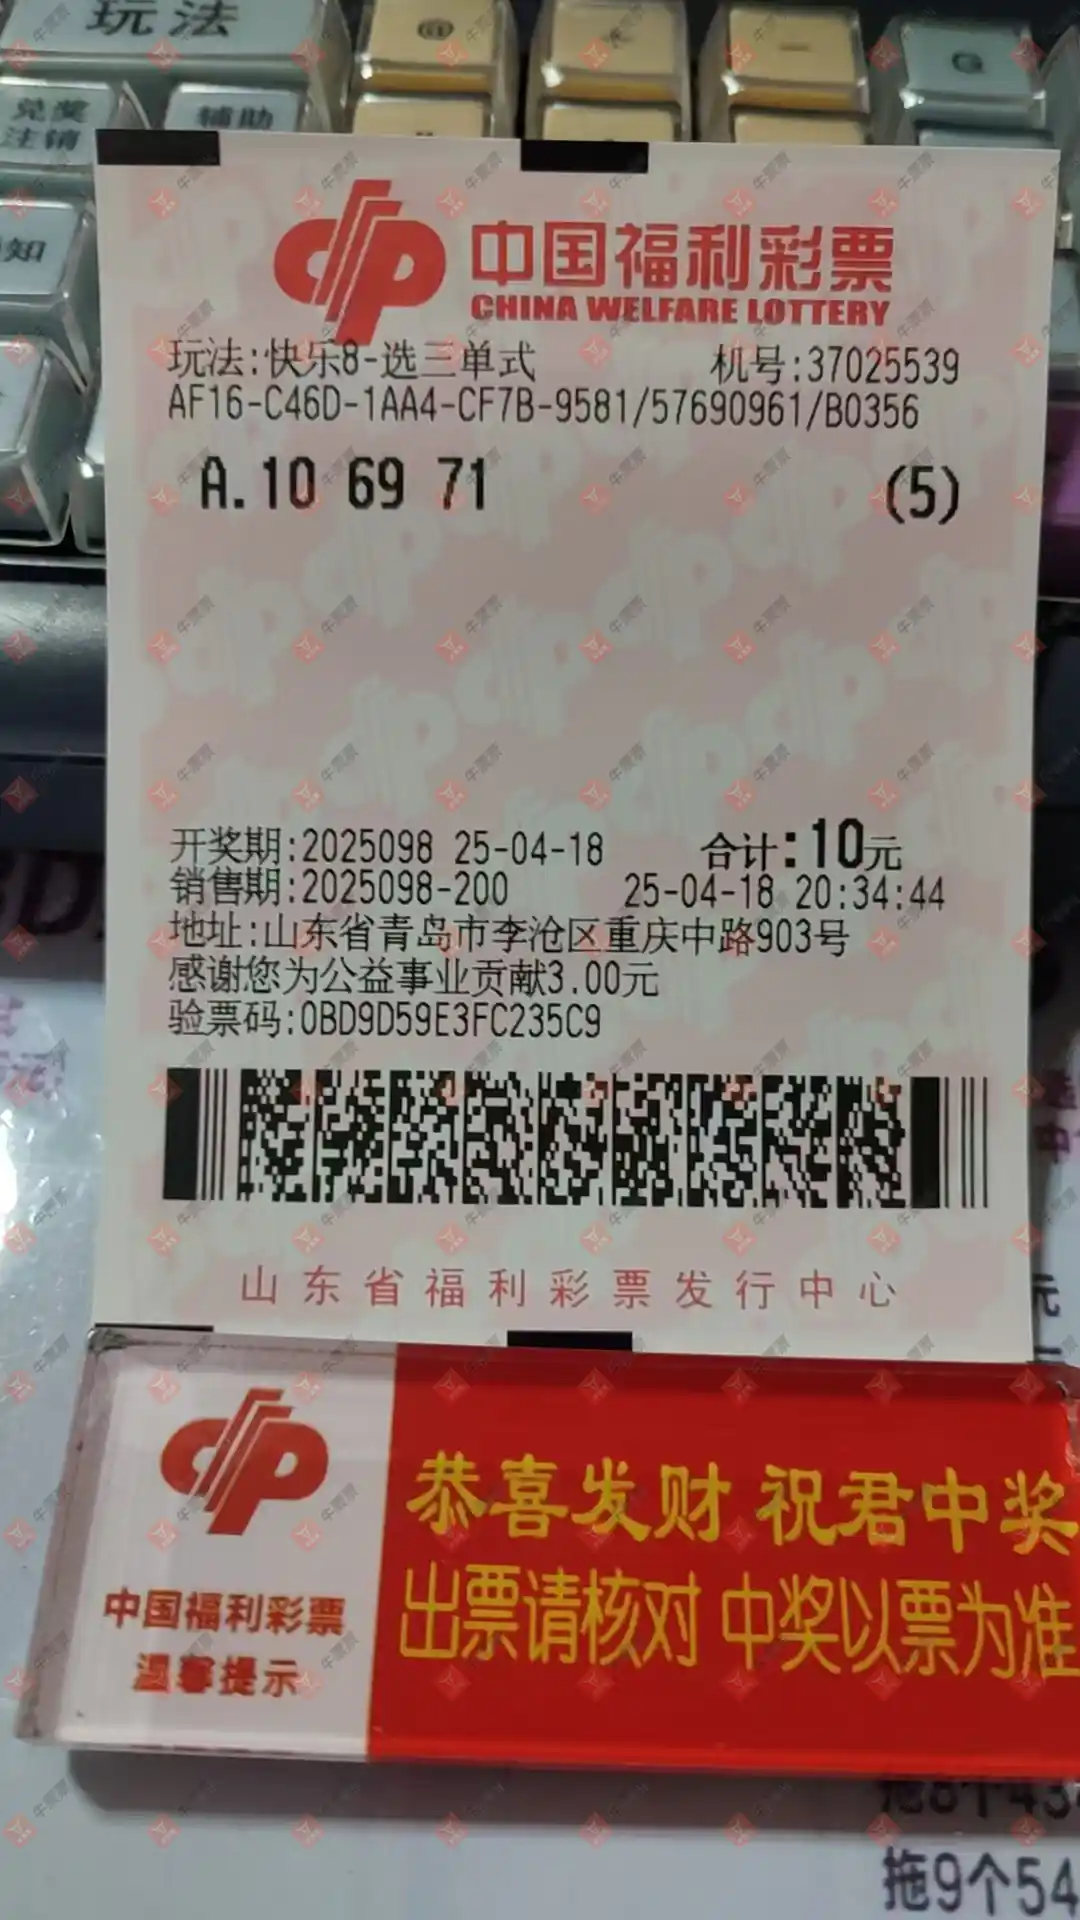 玩法
@
G
兑奖
注销
辅助
知
中国福利彩票
CHINA WELFARE LOTTERY
玩法:快乐8-选三单式 机号:37025539
AF16-C46D-1AA4-CF7B-9581/57690961/B0356
A.10 69 71 (5)
开奖期:2025098 25-04-18 合计:10元
销售期:2025098-200 25-04-18 20:34:44
地址:山东省青岛市李沧区重庆中路903号
感谢您为公益事业贡献3.00元
验票码:0BD9D59E3FC235C9
山东省福利彩票发行中心
恭喜发财 祝君中奖
出票请核对 中奖以票为准
中国福利彩票
温馨提示
元
拖9个54